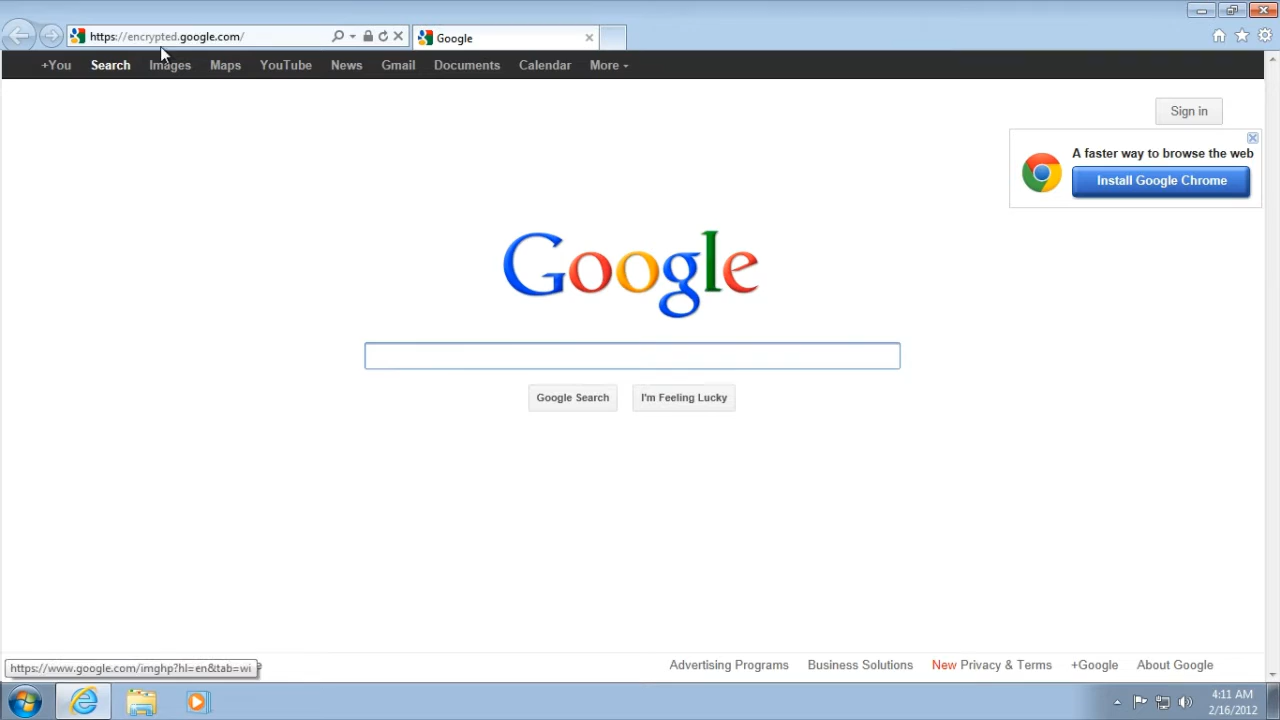 https://encrypted.google.com/
Google
+You Search Images Maps YouTube News Gmail Documents Calendar More
Sign in
A faster way to browse the web
Install Google Chrome
Google
Google Search I'm Feeling Lucky
https://www.google.com/imghp?hl=en&tab=wi
Advertising Programs Business Solutions New Privacy & Terms +Google About Google
4:11 AM
2/16/2012